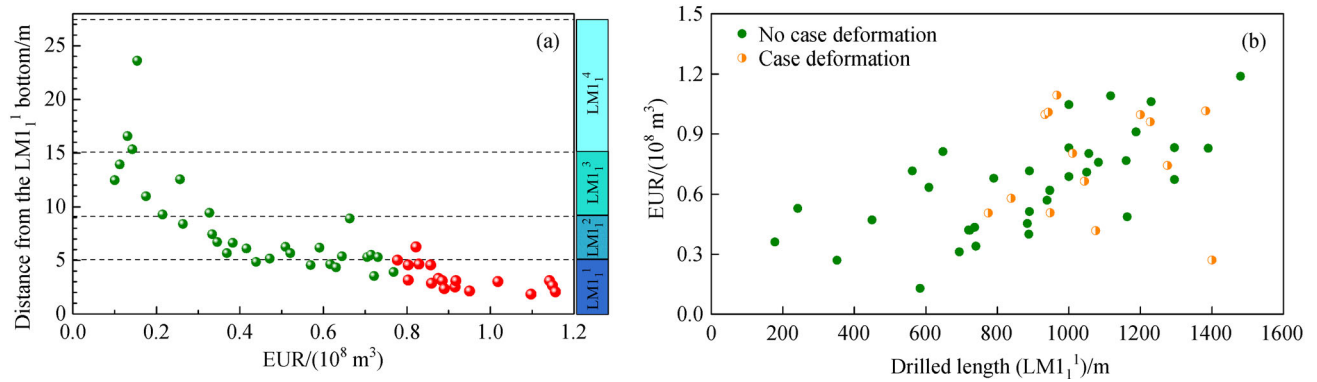 (a)
Distance from the LM1₁¹ bottom/m
25
20
15
10
5
0
0.0 0.2 0.4 0.6 0.8 1.0 1.2
EUR/(10⁸ m³)
LM1₁⁴
LM1₁³
LM1₁²
LM1₁¹
(b)
No case deformation
Case deformation
EUR/(10⁸ m³)
1.5
1.2
0.9
0.6
0.3
0.0
0 200 400 600 800 1000 1200 1400 1600
Drilled length (LM1₁¹)/m